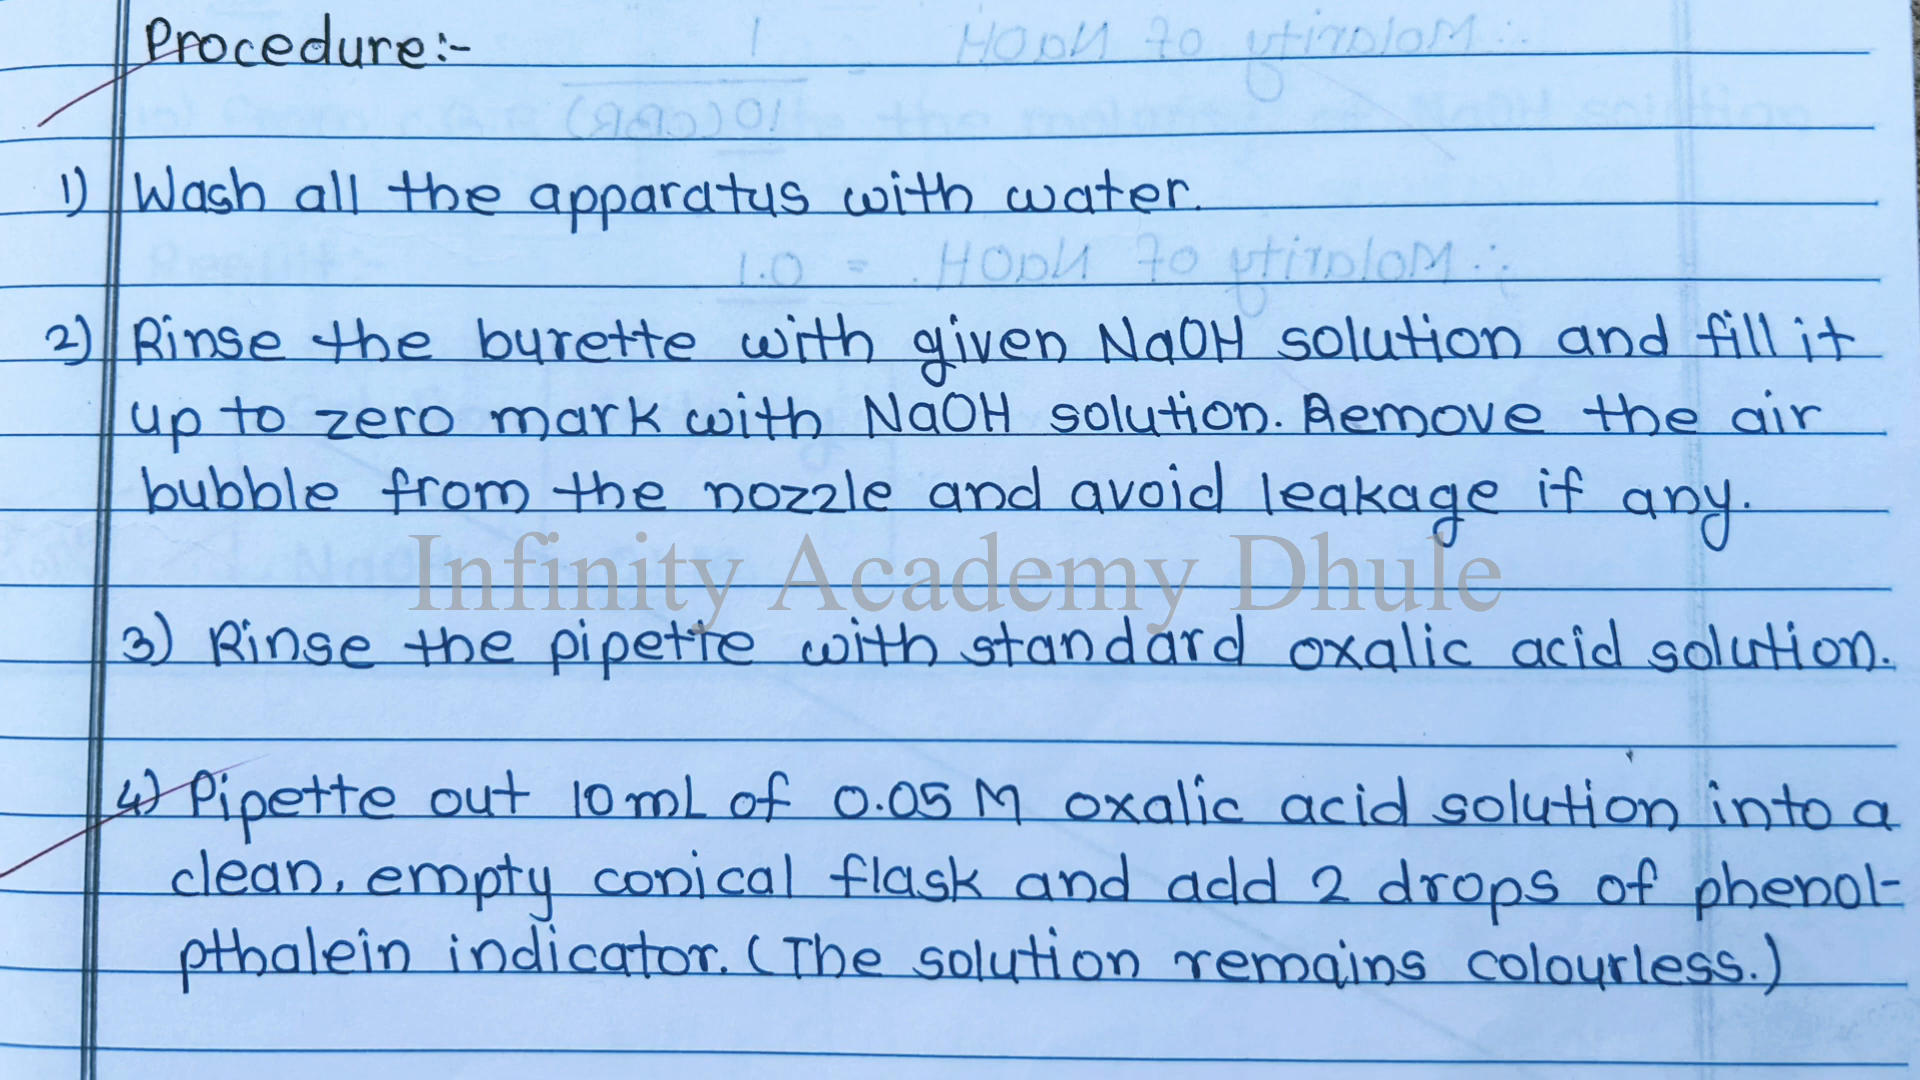 Procedure:-
1) Wash all the apparatus with water.
2) Rinse the burette with given NaOH solution and fill it
up to zero mark with NaOH solution. Remove the air
bubble from the nozzle and avoid leakage if any.
Infinity Academy Dhule
3) Rinse the pipette with standard oxalic acid solution.
4) Pipette out 10 mL of 0.05 M oxalic acid solution into a
clean, empty conical flask and add 2 drops of phenol-
pthalein indicator. (The solution remains colourless.)